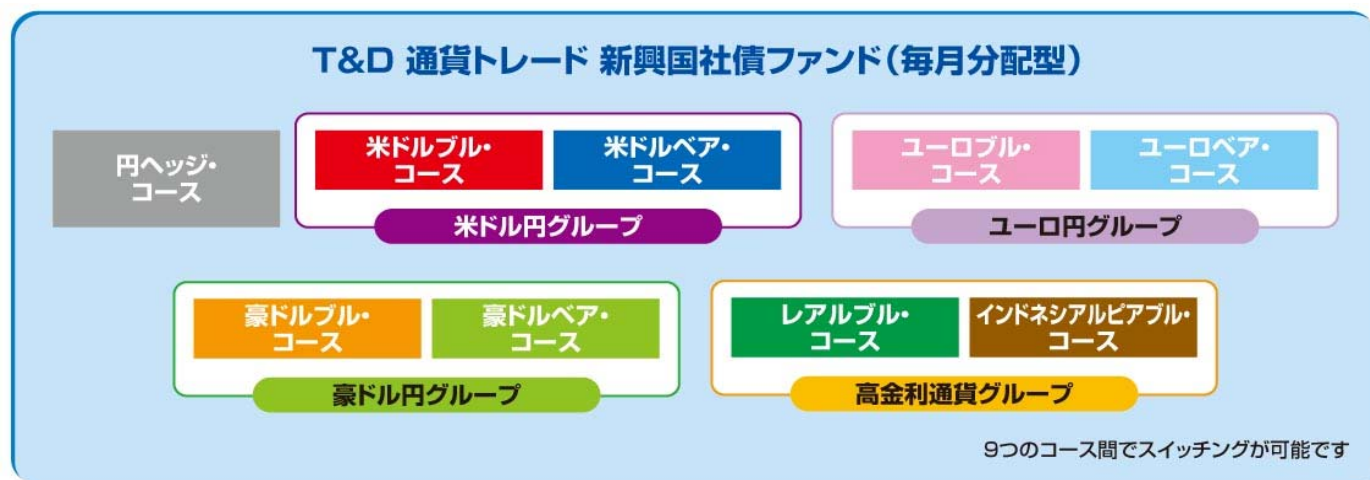 T&D 通貨トレード 新興国社債ファンド（毎月分配型）
円ヘッジ・
コース
米ドルブル・
コース
米ドルベア・
コース
米ドル円グループ
ユーロブル・
コース
ユーロベア・
コース
ユーロ円グループ
豪ドルブル・
コース
豪ドルベア・
コース
豪ドル円グループ
レアルブル・
コース
インドネシアルピアブル・
コース
高金利通貨グループ
9つのコース間でスイッチングが可能です